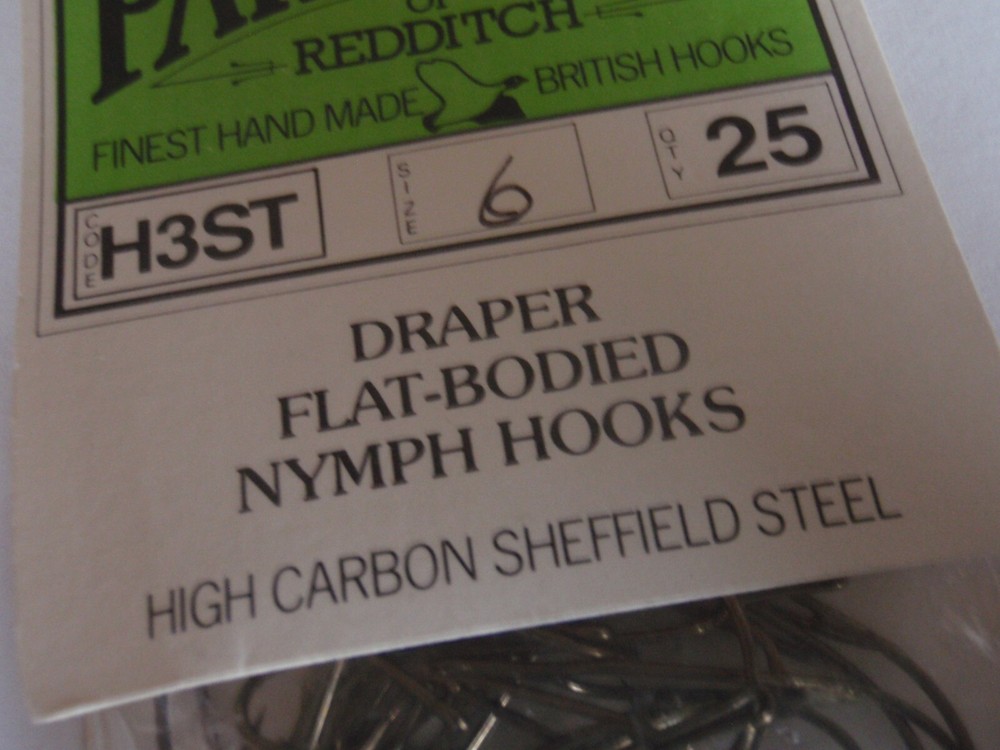 OF
REDDITCH
FINEST HAND MADE BRITISH HOOKS
CODE H3ST SIZE 6 QTY 25
DRAPER
FLAT-BODIED
NYMPH HOOKS
HIGH CARBON SHEFFIELD STEEL